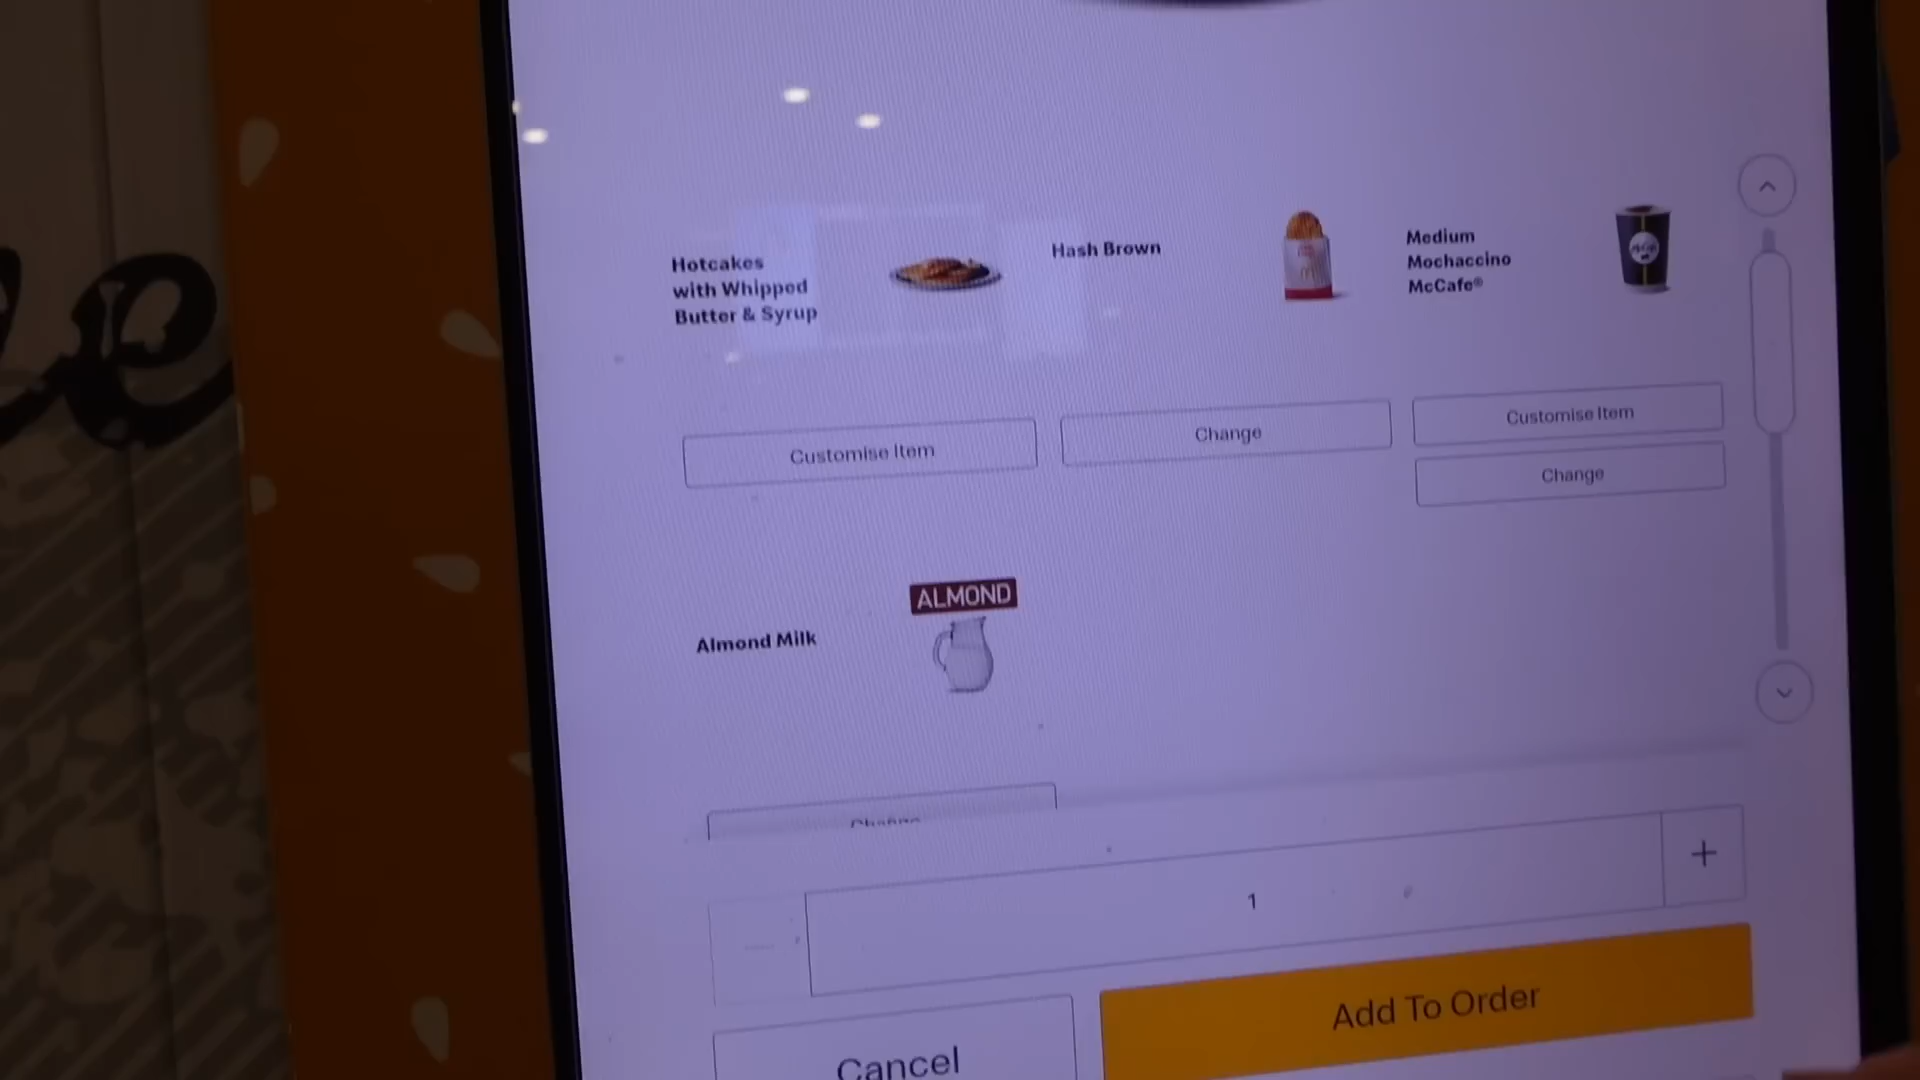 Hotcakes
with Whipped
Butter & Syrup
Hash Brown
Medium
Mochaccino
McCafe®
Customise Item
Change
Customise Item
Change
ALMOND
Almond Milk
Change
1
+
Cancel
Add To Order